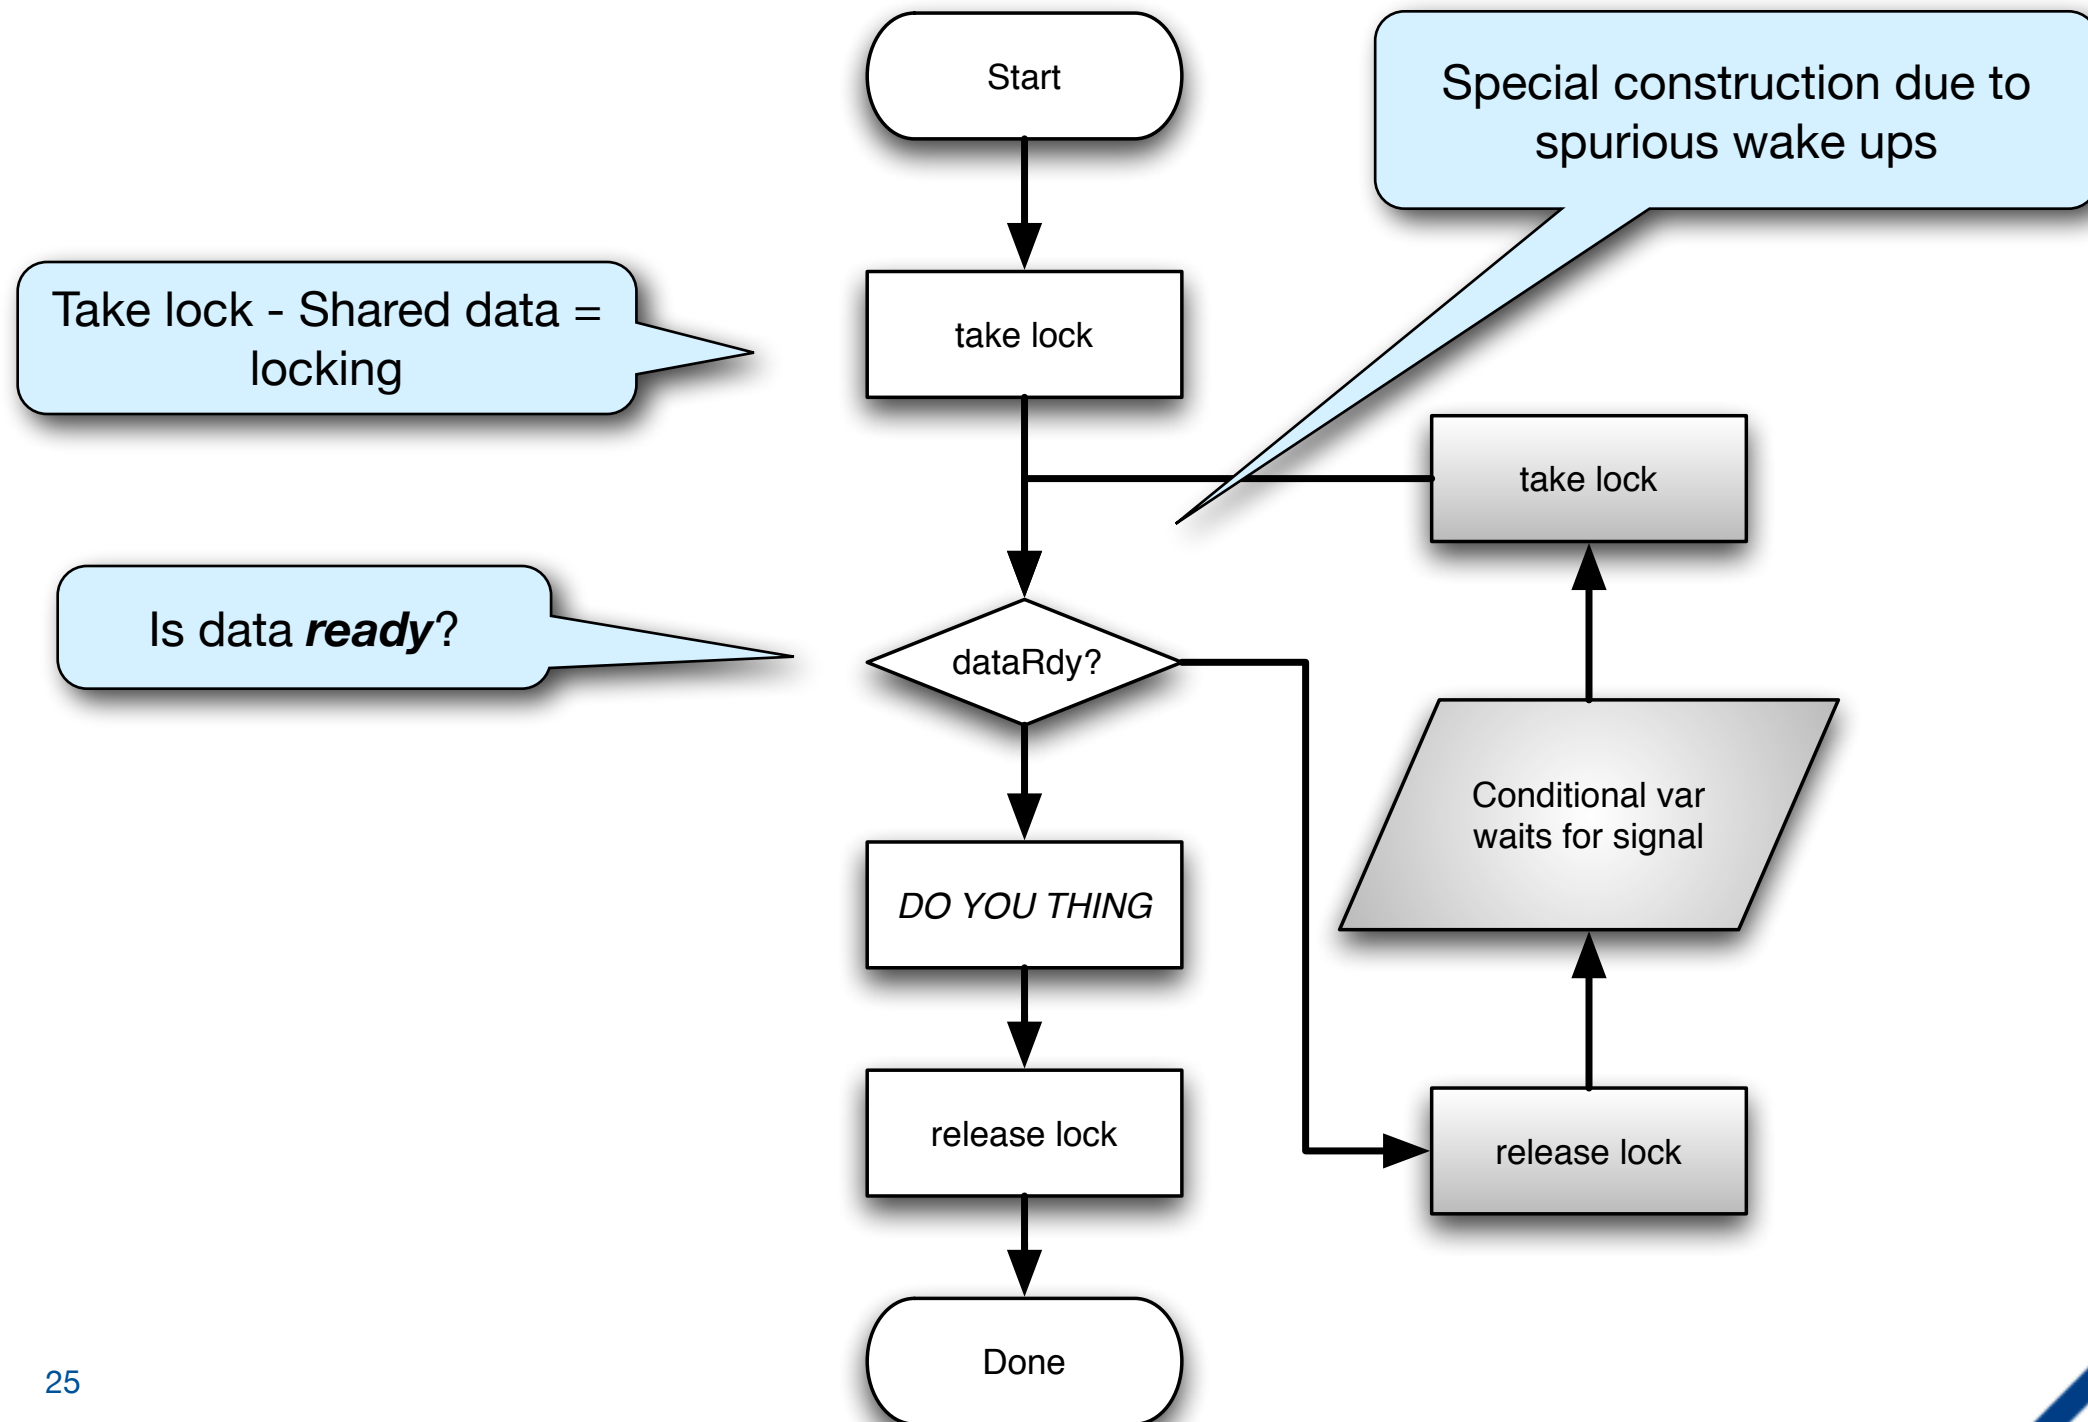 Start
Special construction due to
spurious wake ups
Take lock - Shared data =
locking
take lock
take lock
Is data ready?
dataRdy?
Conditional var
waits for signal
DO YOU THING
release lock
release lock
Done
25